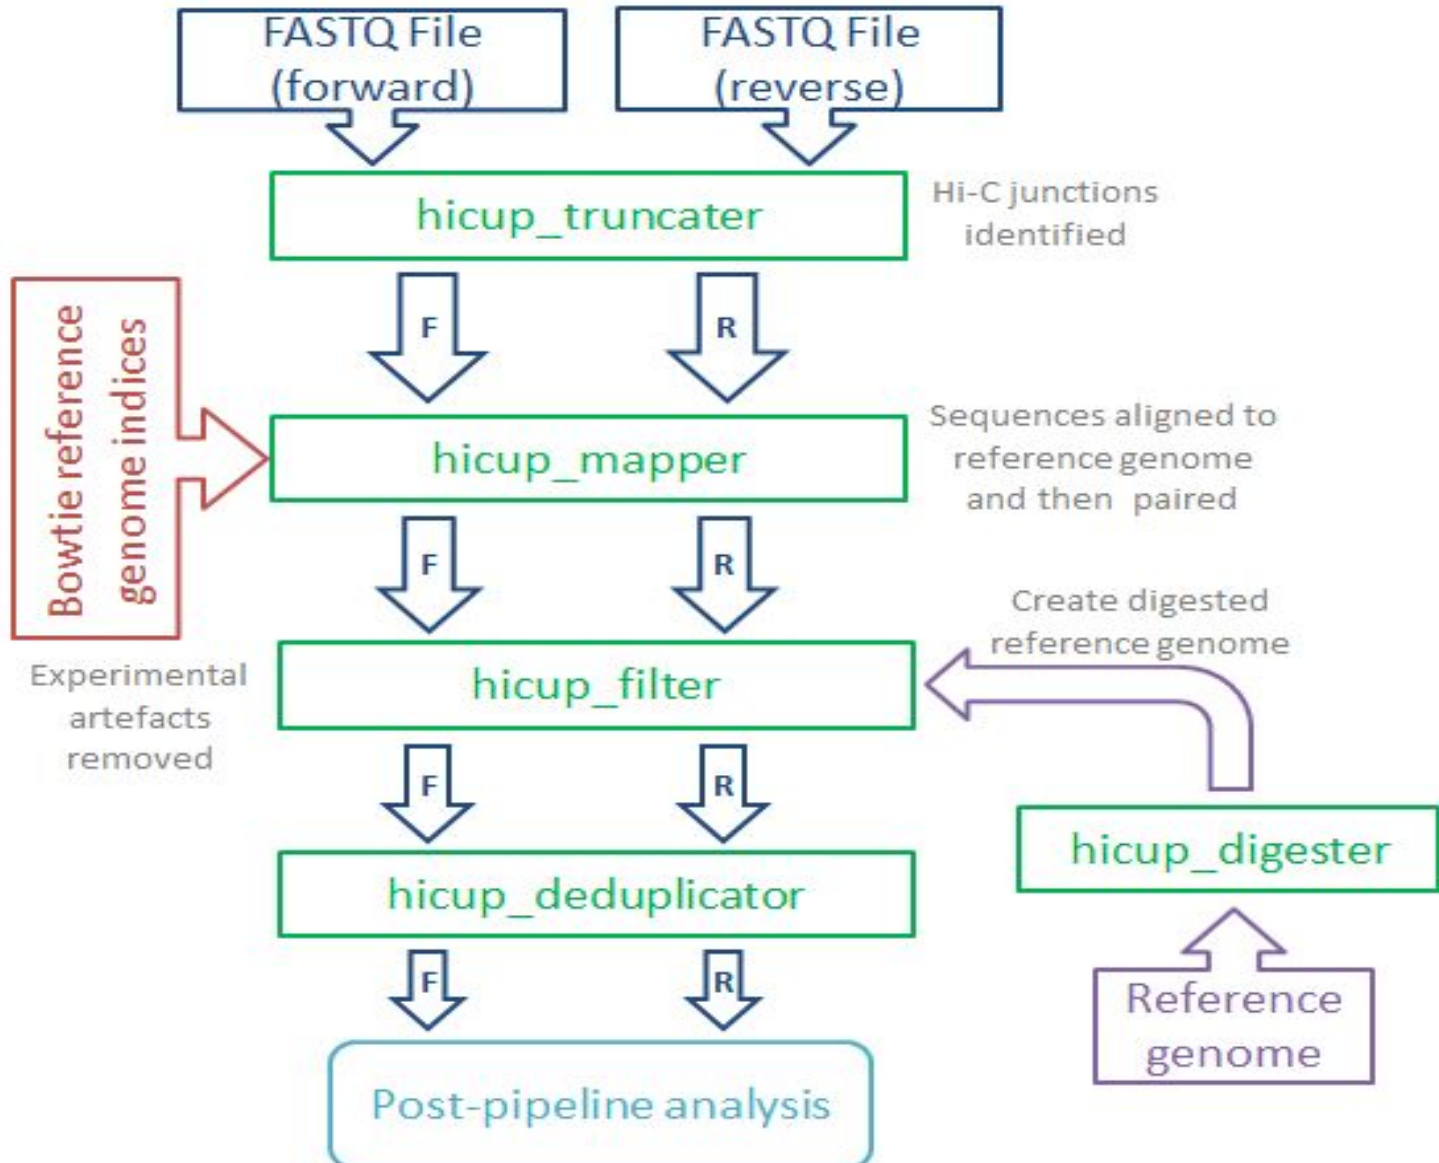 FASTQ File
(forward)
FASTQ File
(reverse)
hicup_truncater
Hi-C junctions
identified
F
R
Bowtie reference
genome indices
hicup_mapper
Sequences aligned to
reference genome
and then paired
F
R
Create digested
reference genome
hicup_filter
Experimental
artefacts
removed
F
R
hicup_digester
hicup_deduplicator
F
R
Reference
genome
Post-pipeline analysis